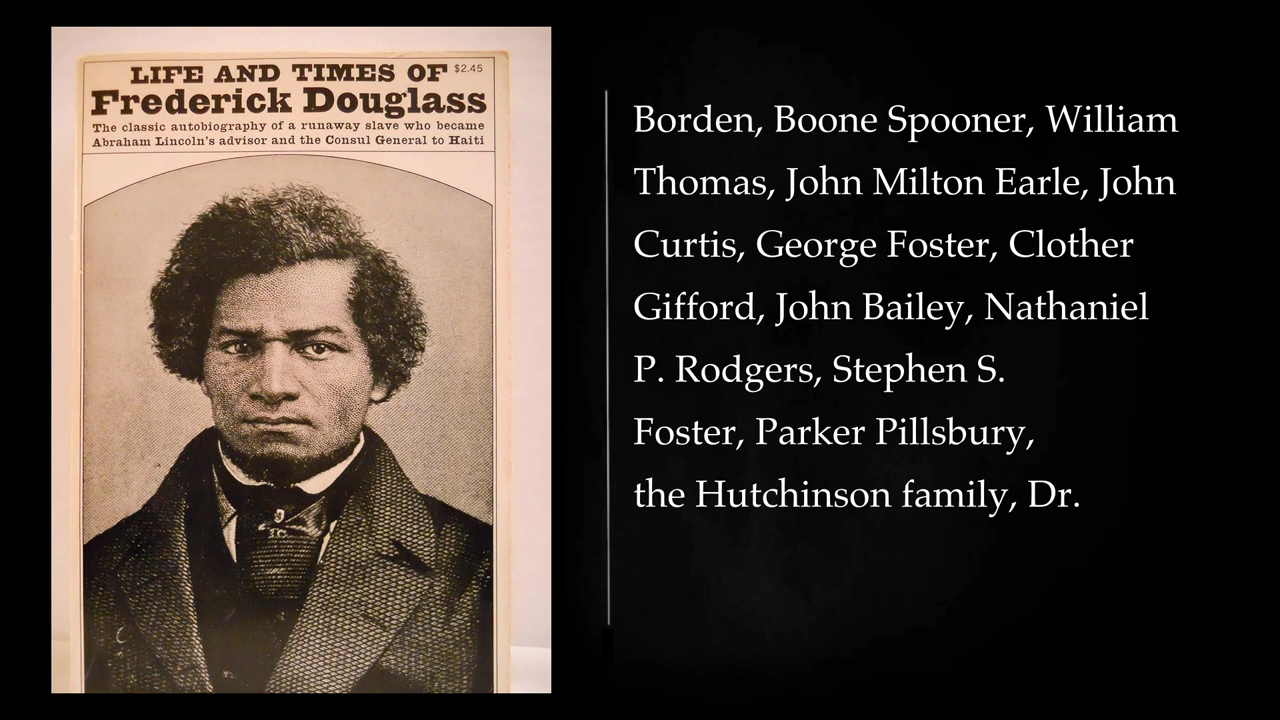 LIFE AND TIMES OF $2.45
Frederick Douglass
The classic autobiography of a runaway slave who became
Abraham Lincoln's advisor and the Consul General to Haiti
Borden, Boone Spooner, William
Thomas, John Milton Earle, John
Curtis, George Foster, Clother
Gifford, John Bailey, Nathaniel
P. Rodgers, Stephen S.
Foster, Parker Pillsbury,
the Hutchinson family, Dr.